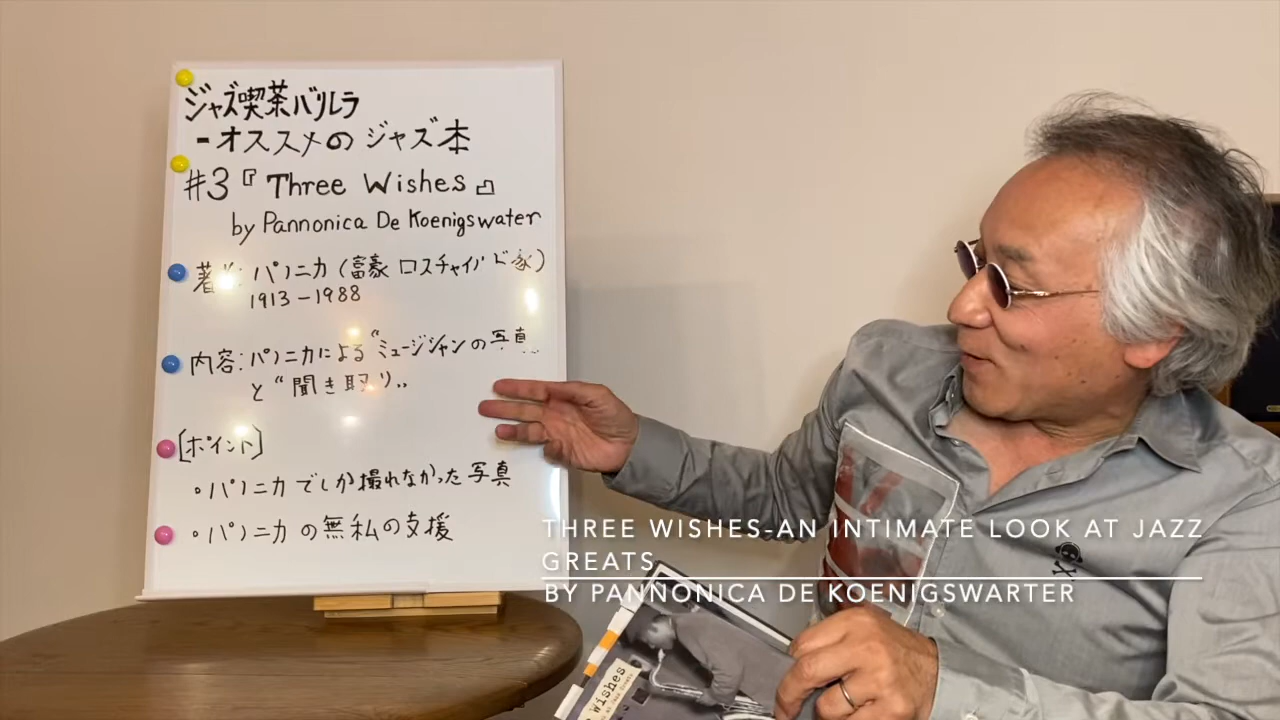 ジャズ喫茶バルラ
-オススメのジャズ本
#3『Three Wishes』
by Pannonica De Koenigswater
著者: パノニカ (富豪 ロスチャイルド家)
1913-1988
内容: パノニカによる"ミュージシャンの写真"
と"聞き取り"
[ポイント]
・パノニカでしか撮れなかった写真
・パノニカの無私の支援
THREE WISHES-AN INTIMATE LOOK AT JAZZ
GREATS
BY PANNONICA DE KOENIGSWARTER
Wishes